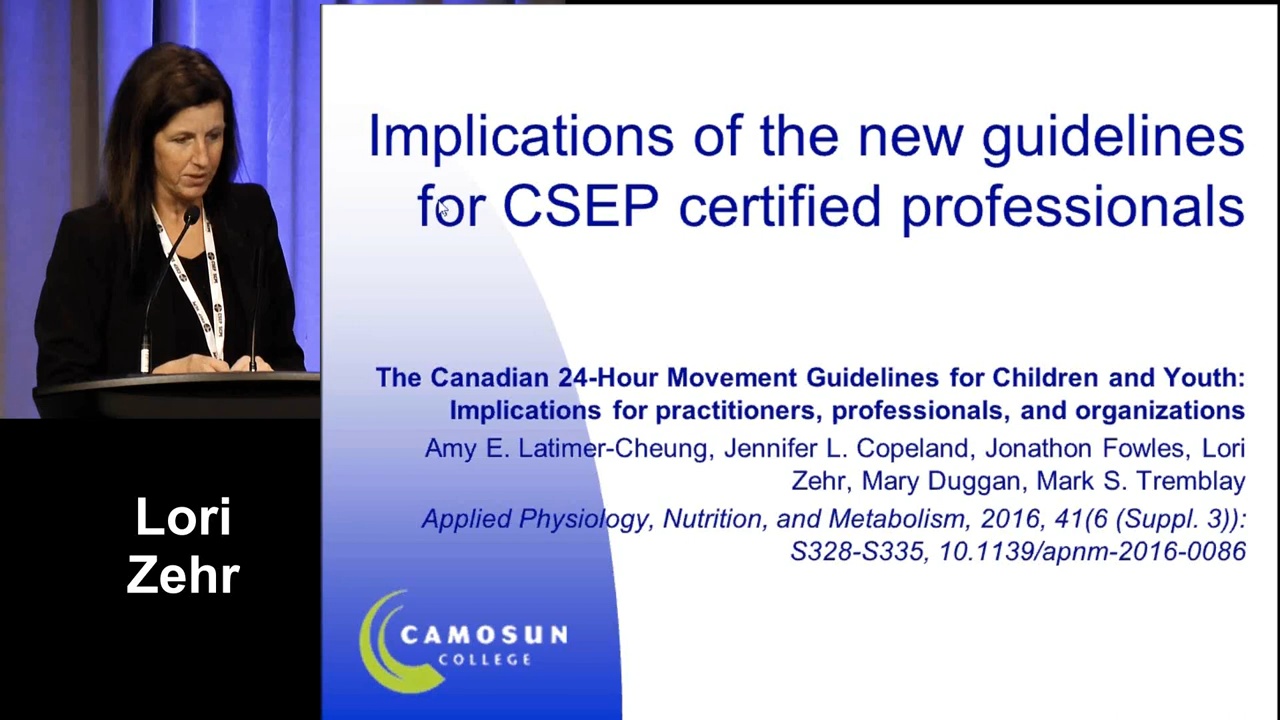 Implications of the new guidelines
for CSEP certified professionals
The Canadian 24-Hour Movement Guidelines for Children and Youth:
Implications for practitioners, professionals, and organizations
Amy E. Latimer-Cheung, Jennifer L. Copeland, Jonathon Fowles, Lori
Zehr, Mary Duggan, Mark S. Tremblay
Applied Physiology, Nutrition, and Metabolism, 2016, 41(6 (Suppl. 3)):
S328-S335, 10.1139/apnm-2016-0086
CAMOSUN
COLLEGE
Lori
Zehr